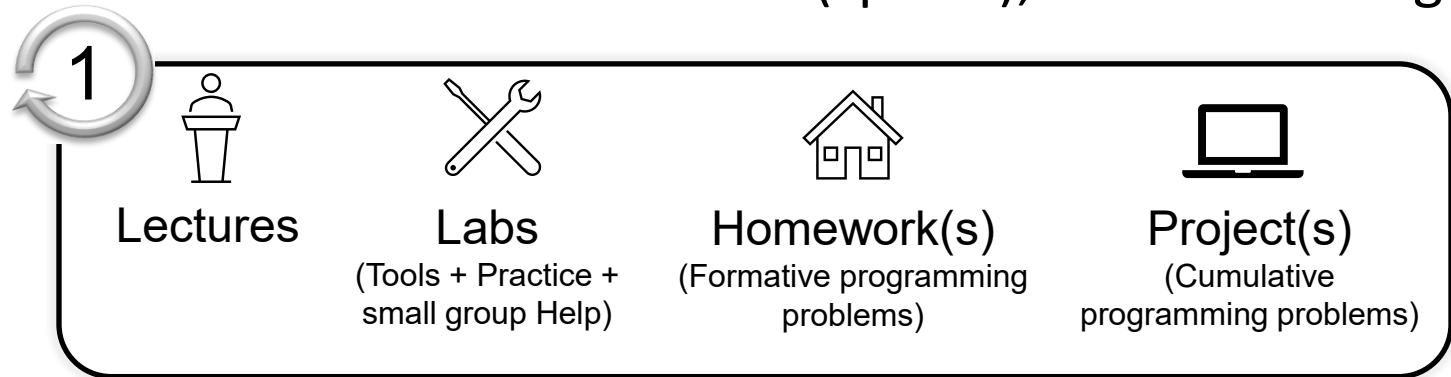 1
Lectures
Labs
(Tools + Practice +
small group Help)
Homework(s)
(Formative programming
problems)
Project(s)
(Cumulative
programming problems)